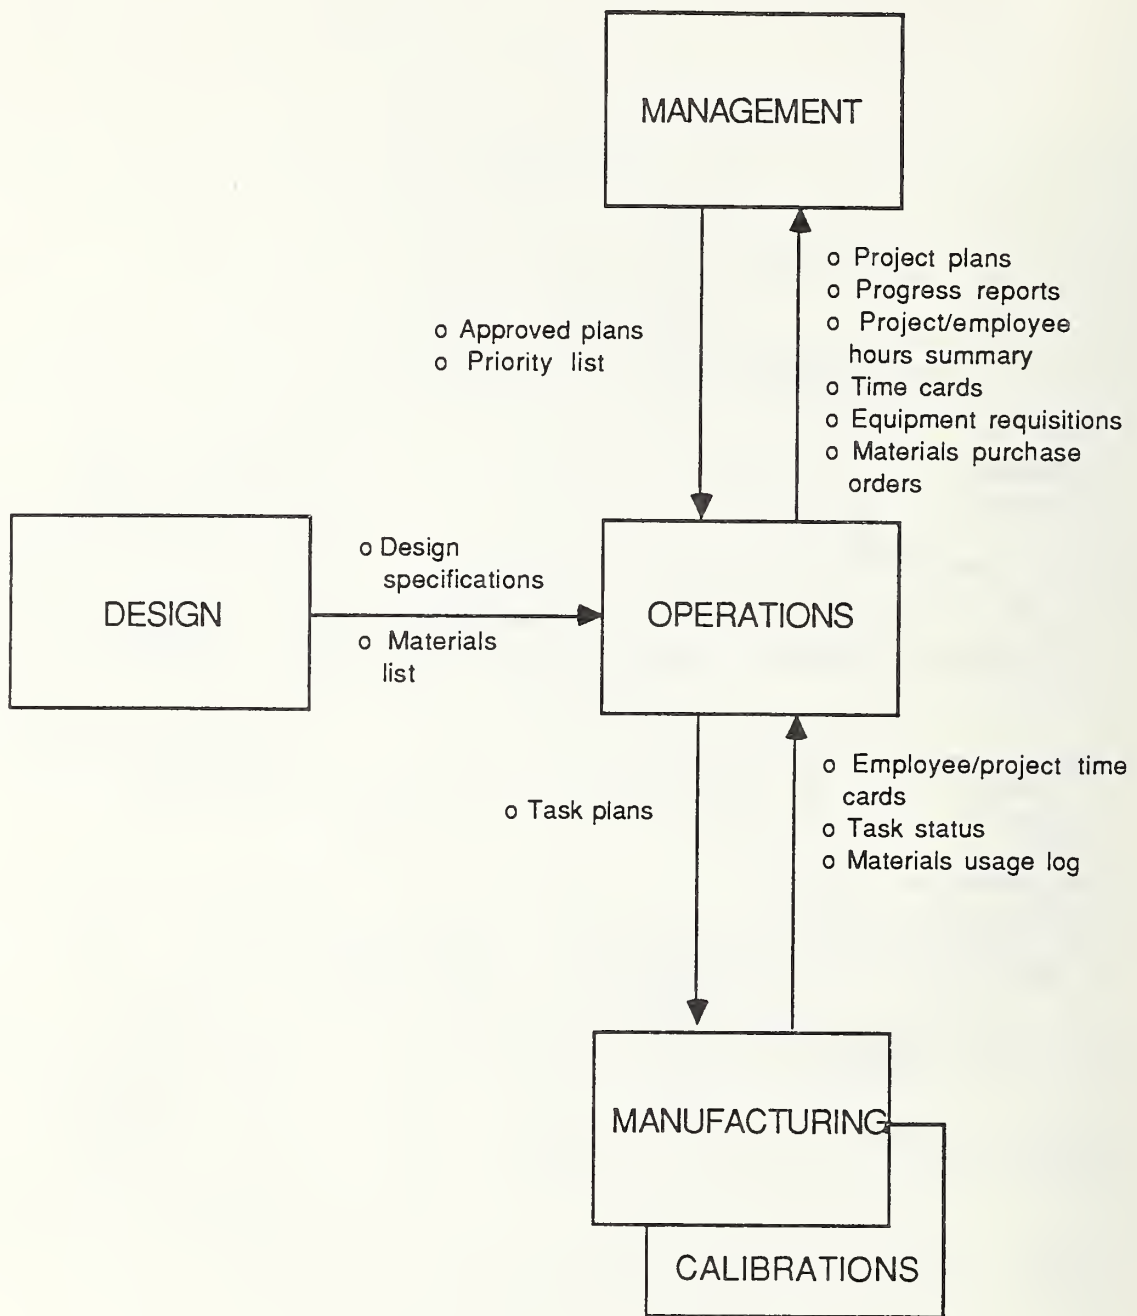 MANAGEMENT
o Approved plans
o Priority list
o Project plans
o Progress reports
o Project/employee
hours summary
o Time cards
o Equipment requisitions
o Materials purchase
orders
DESIGN
o Design
specifications
o Materials
list
OPERATIONS
o Task plans
o Employee/project time
cards
o Task status
o Materials usage log
MANUFACTURING
CALIBRATIONS